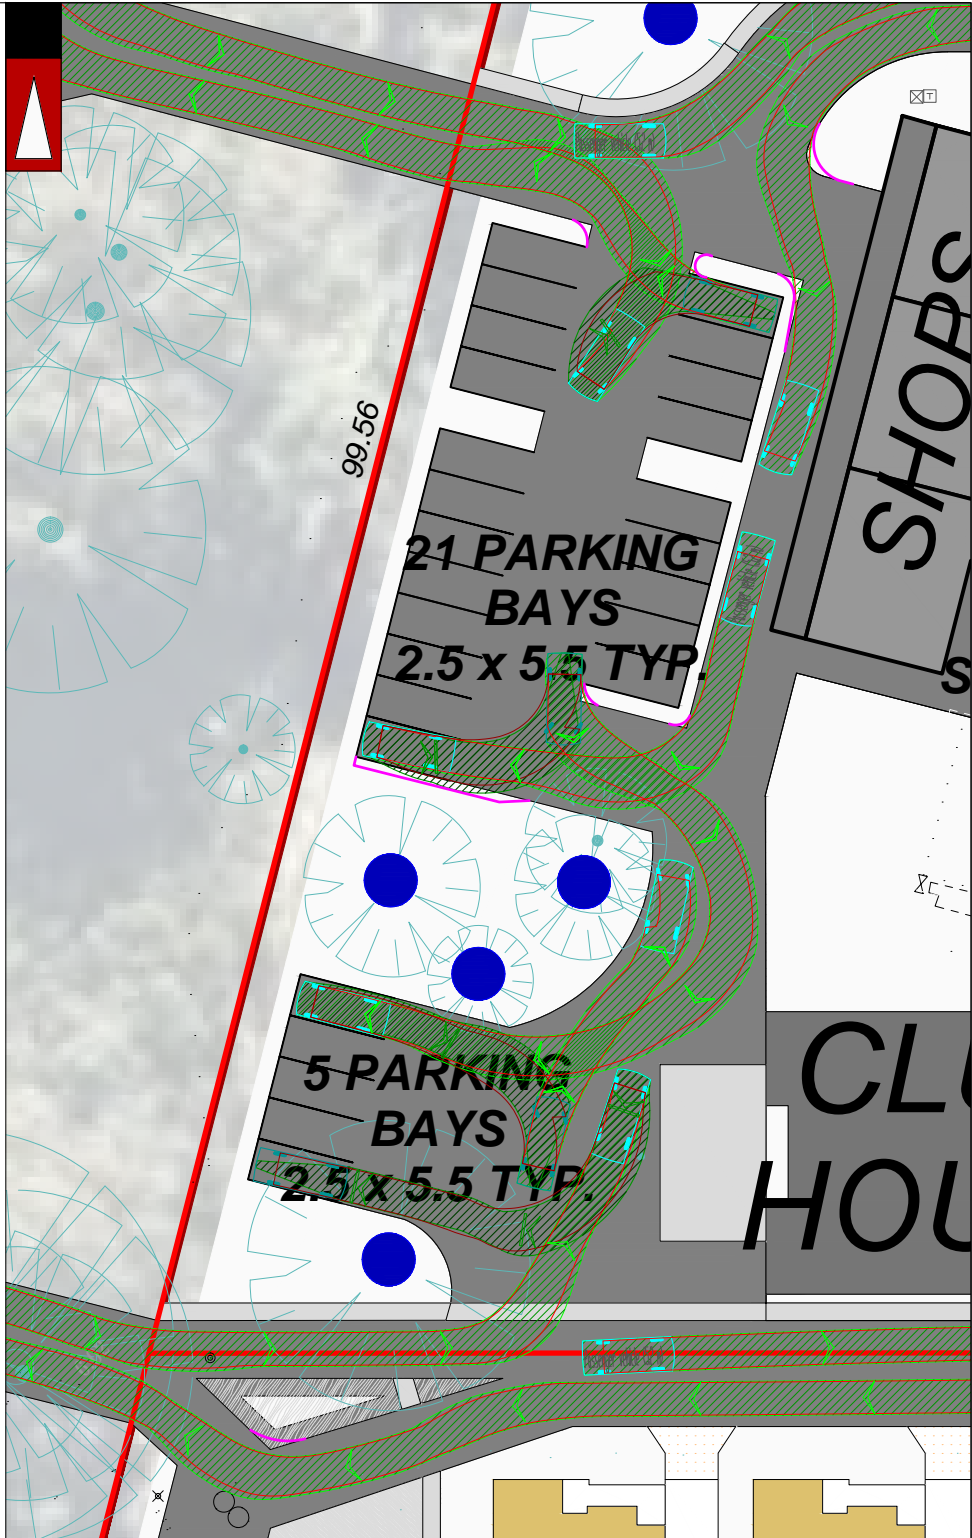 99.56
SHOPS
21 PARKING
BAYS
2.5 x 5.5 TYP.
S
CLU
HOU
5 PARKING
BAYS
2.5 x 5.5 TYP.
T